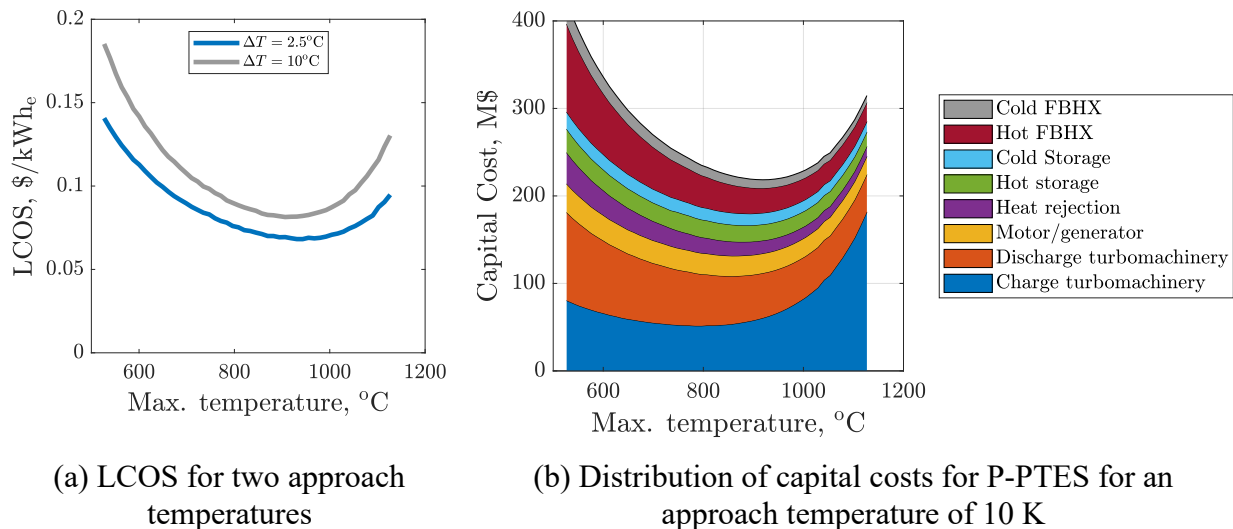 0.2
0.15
0.1
0.05
0
LCOS, $/kWhₑ
ΔT = 2.5°C
ΔT = 10°C
600
800
1000
1200
Max. temperature, °C
(a) LCOS for two approach
temperatures
400
300
200
100
0
Capital Cost, M$
600
800
1000
1200
Max. temperature, °C
Cold FBHX
Hot FBHX
Cold Storage
Hot storage
Heat rejection
Motor/generator
Discharge turbomachinery
Charge turbomachinery
(b) Distribution of capital costs for P-PTES for an
approach temperature of 10 K